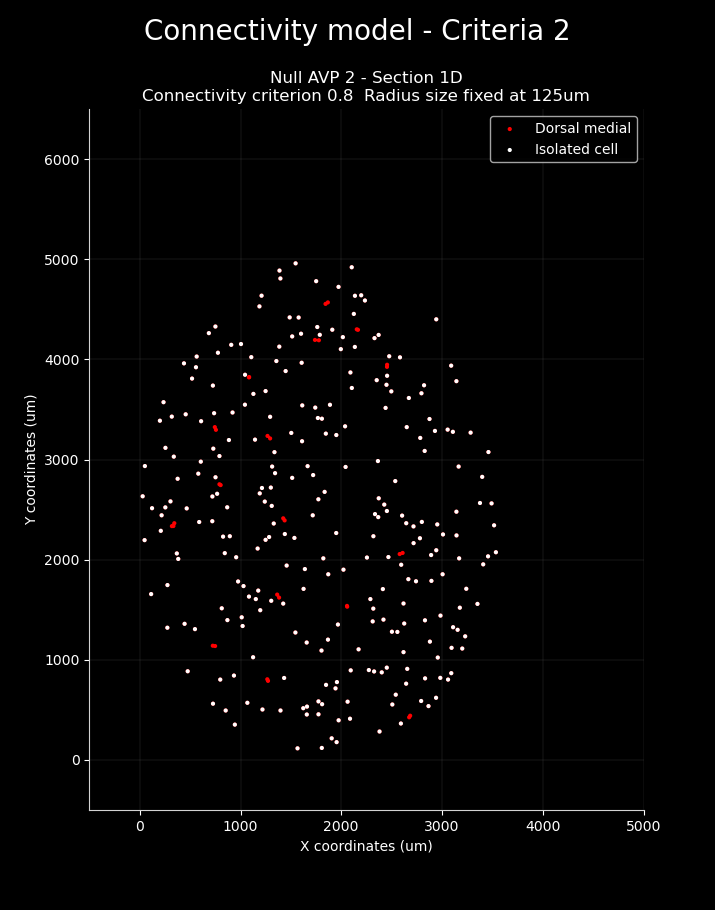 Connectivity model - Criteria 2
Null AVP 2 - Section 1D
Connectivity criterion 0.8  Radius size fixed at 125um
Dorsal medial
Isolated cell
6000
5000
4000
3000
2000
1000
0
Y coordinates (um)
0 1000 2000 3000 4000 5000
X coordinates (um)